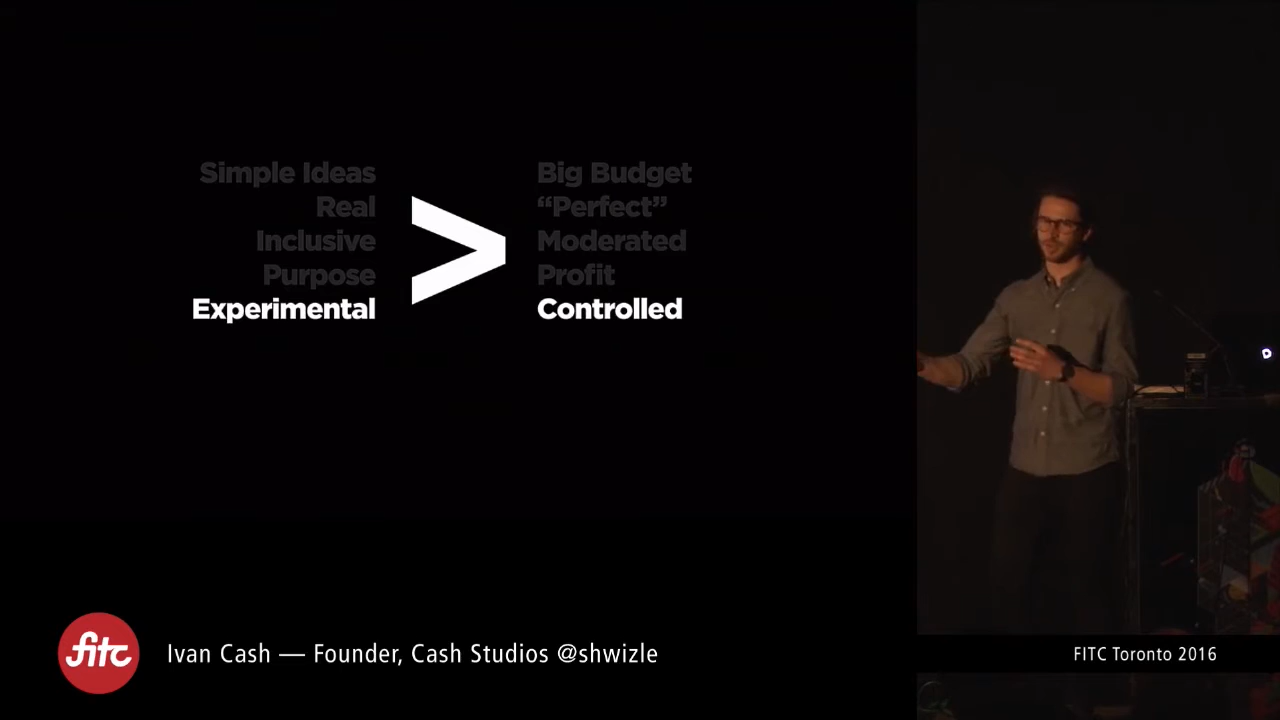 Simple Ideas
Real
Inclusive
Purpose
Experimental
>
Big Budget
“Perfect”
Moderated
Profit
Controlled
fitc
Ivan Cash — Founder, Cash Studios @shwizle
FITC Toronto 2016